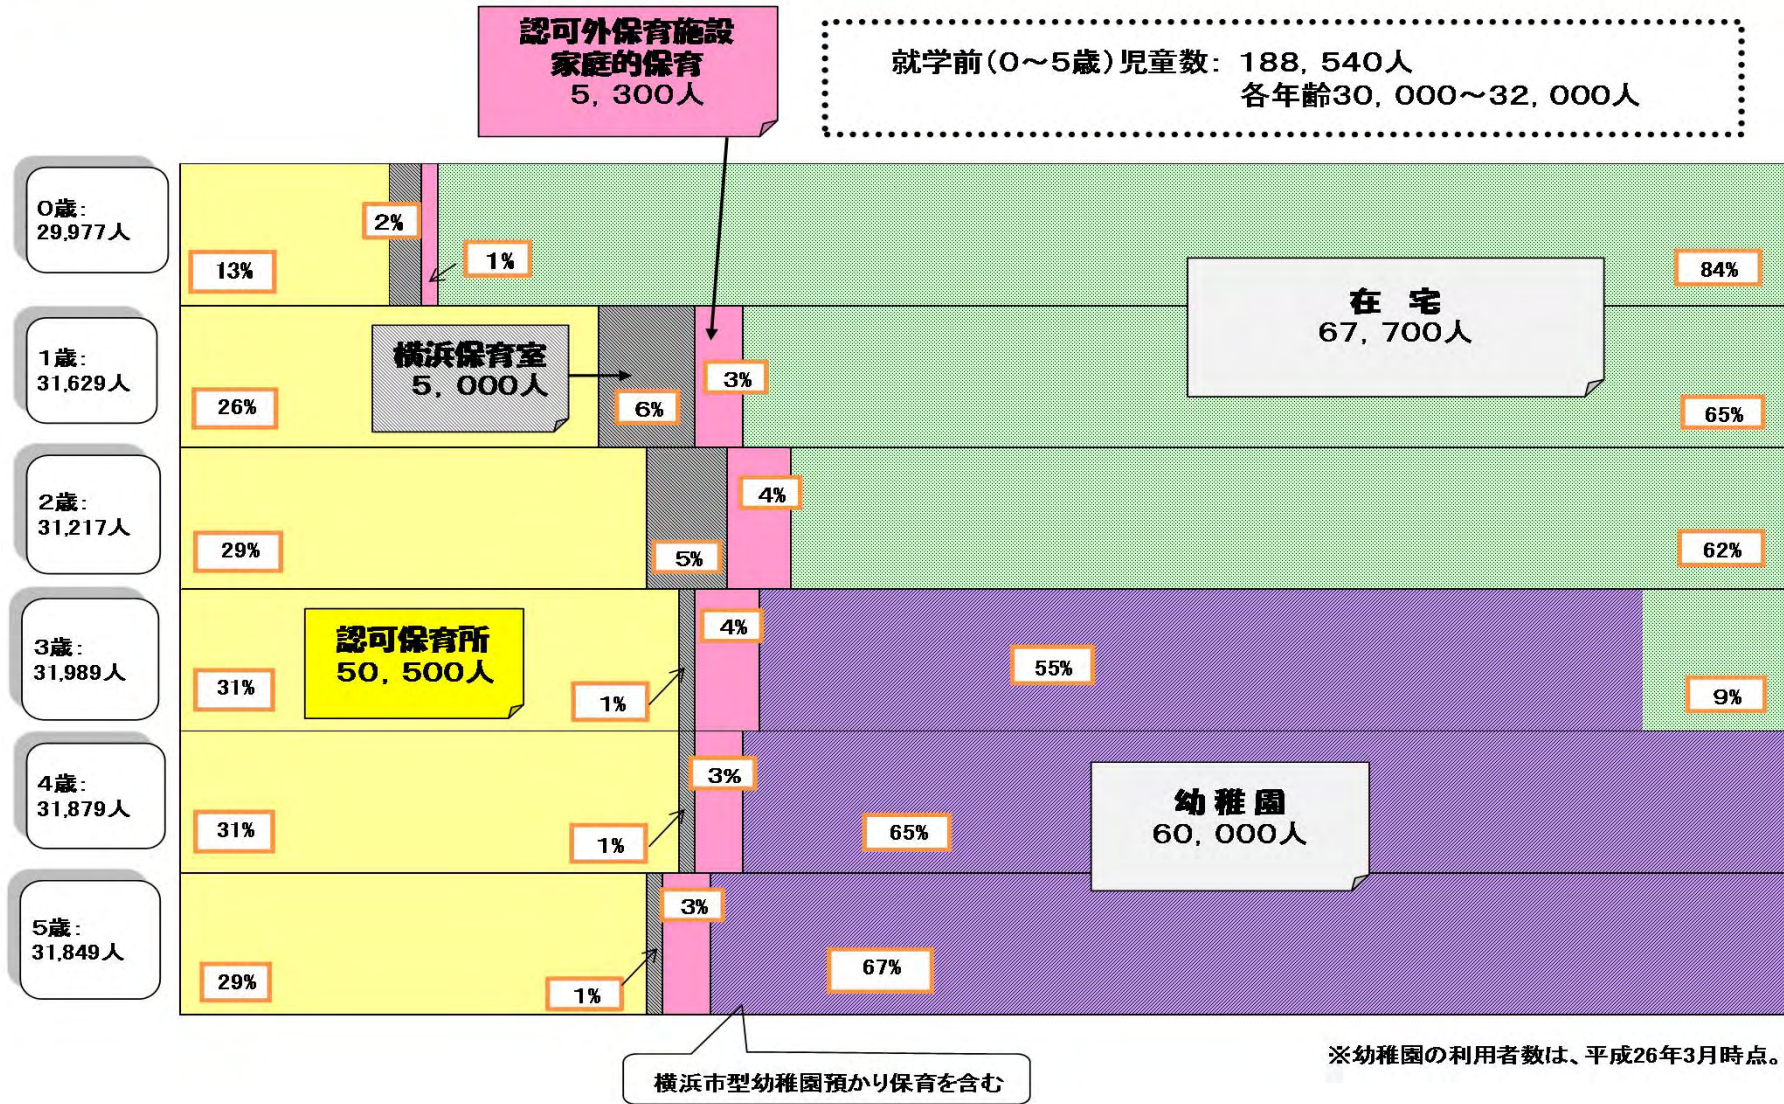 認可外保育施設
家庭的保育
5,300人
就学前(0～5歳)児童数: 188,540人
各年齢30,000～32,000人
0歳:
29,977人
13%
2%
1%
84%
在 宅
67,700人
1歳:
31,629人
26%
横浜保育室
5,000人
6%
3%
65%
2歳:
31,217人
29%
5%
4%
62%
3歳:
31,989人
31%
認可保育所
50,500人
1%
4%
55%
9%
4歳:
31,879人
31%
1%
3%
65%
幼稚園
60,000人
5歳:
31,849人
29%
1%
3%
67%
横浜市型幼稚園預かり保育を含む
※幼稚園の利用者数は、平成26年3月時点。